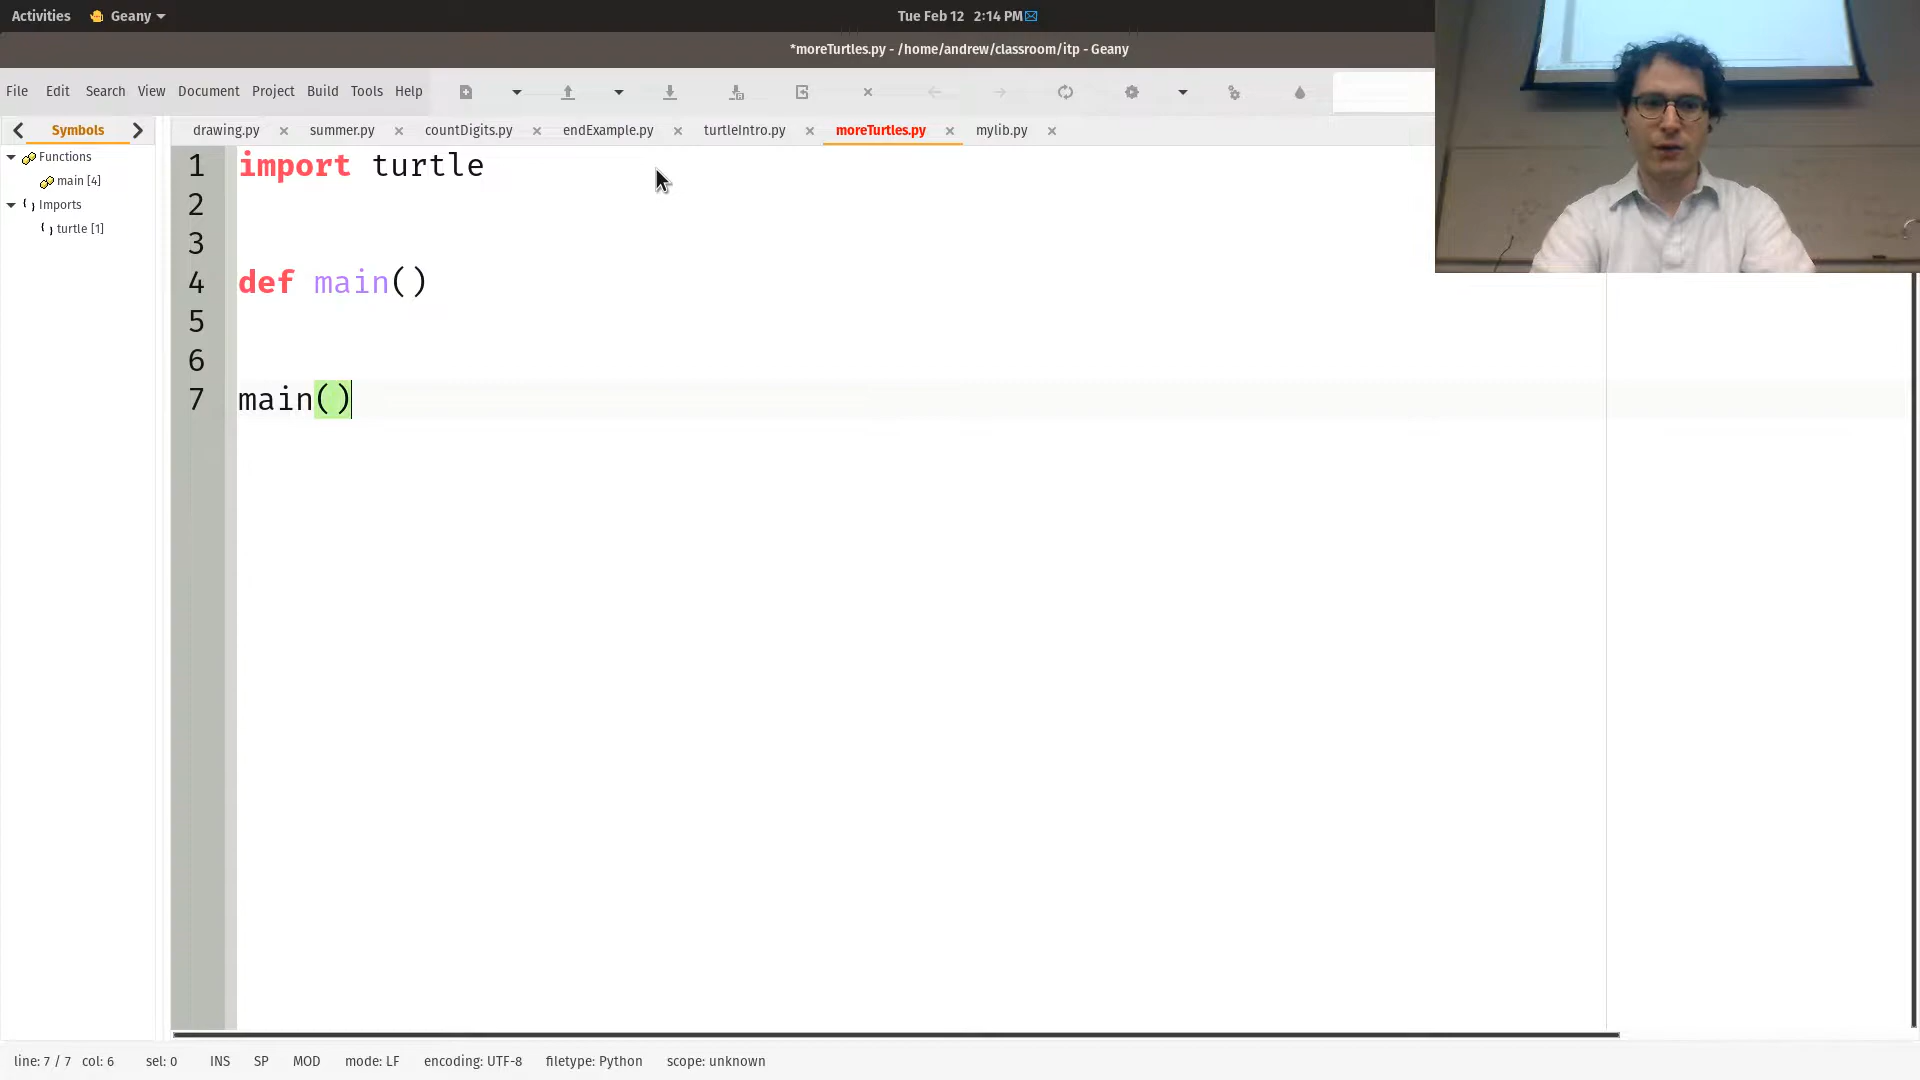 Activities Geany Tue Feb 12 2:14 PM
*moreTurtles.py - /home/andrew/classroom/itp - Geany
File Edit Search View Document Project Build Tools Help
Symbols drawing.py summer.py countDigits.py endExample.py turtleIntro.py moreTurtles.py mylib.py
Functions
main [4]
Imports
turtle [1]
1 import turtle
2
3
4 def main()
5
6
7 main()
line: 7 / 7 col: 6 sel: 0 INS SP MOD mode: LF encoding: UTF-8 filetype: Python scope: unknown